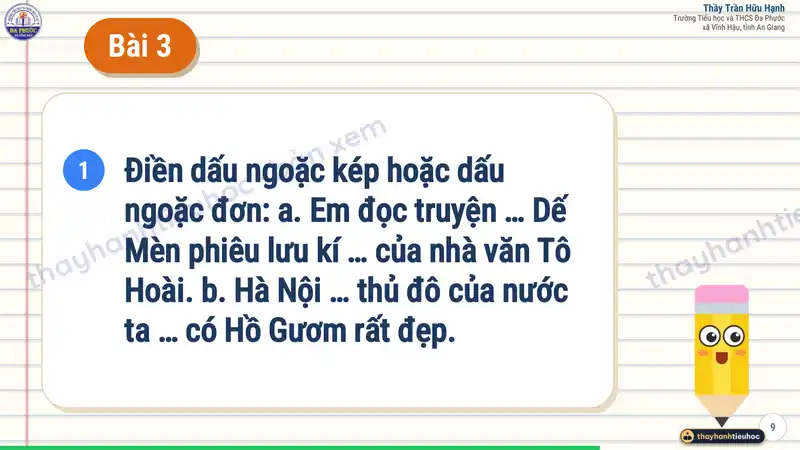 Thầy Trần Hữu Hạnh
Trường Tiểu học và THCS Đa Phước
xã Vĩnh Hậu, tỉnh An Giang
ĐA PHƯỚC
Bài 3
1
Điền dấu ngoặc kép hoặc dấu
ngoặc đơn: a. Em đọc truyện ... Dế
Mèn phiêu lưu kí ... của nhà văn Tô
Hoài. b. Hà Nội ... thủ đô của nước
ta ... có Hồ Gươm rất đẹp.
thayhanhtieuhoc
9